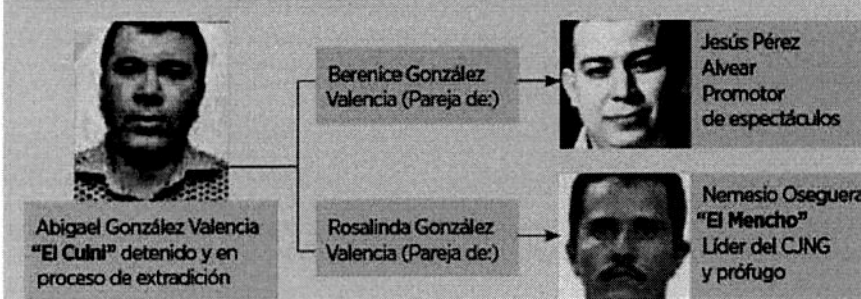 Abigael González Valencia
"El Cuini" detenido y en
proceso de extradición
Berenice González
Valencia (Pareja de:)
Jesús Pérez
Alvear
Promotor
de espectáculos
Rosalinda González
Valencia (Pareja de:)
Nemesio Oseguera
"El Mencho"
Líder del CJNG
y prófugo